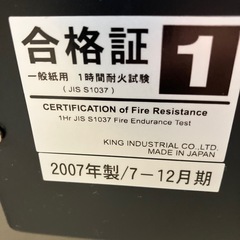 合格証 1
一般紙用 1時間耐火試験
(JIS S1037)
CERTIFICATION of Fire Resistance
1Hr JIS S1037 Fire Endurance Test
KING INDUSTRIAL CO.,LTD.
MADE IN JAPAN
2007年製/7-12月期